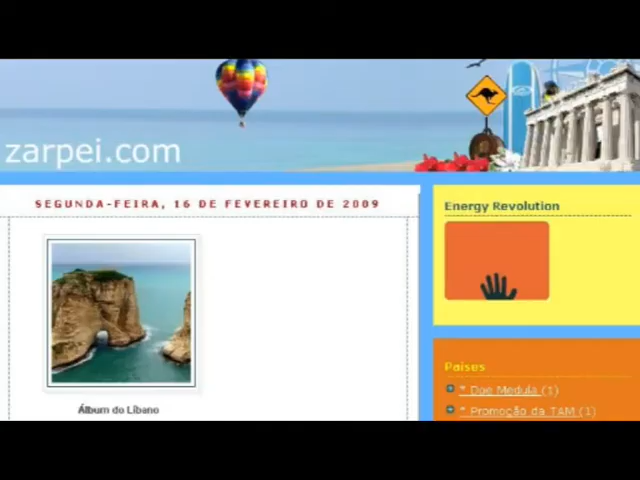 zarpei.com
SEGUNDA-FEIRA, 16 DE FEVEREIRO DE 2009
Energy Revolution
Álbum do Líbano
Países
* Doe Medula (1)
* Promoção da TAM (1)